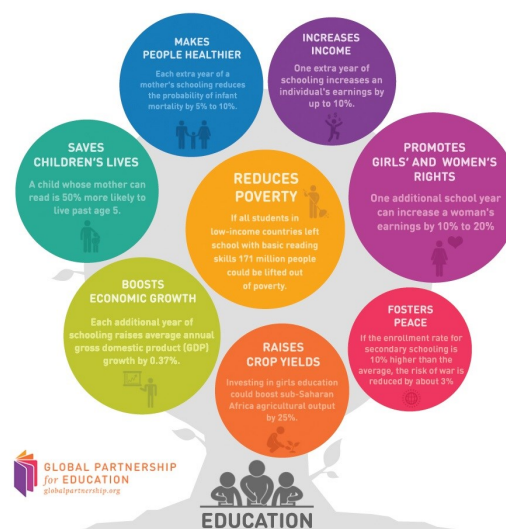 MAKES
PEOPLE HEALTHIER
Each extra year of a
mother's schooling reduces
the probability of infant
mortality by 5% to 10%.
INCREASES
INCOME
One extra year of
schooling increases an
individual's earnings by
up to 10%.
SAVES
CHILDREN'S LIVES
A child whose mother can
read is 50% more likely to
live past age 5.
REDUCES
POVERTY
If all students in
low-income countries left
school with basic reading
skills 171 million people
could be lifted out
of poverty.
PROMOTES
GIRLS' AND WOMEN'S
RIGHTS
One additional school year
can increase a woman's
earnings by 10% to 20%
BOOSTS
ECONOMIC GROWTH
Each additional year of
schooling raises average annual
gross domestic product (GDP)
growth by 0.37%.
RAISES
CROP YIELDS
Investing in girls education
could boost sub-Saharan
Africa agricultural output
by 25%.
FOSTERS
PEACE
If the enrollment rate for
secondary schooling is
10% higher than the
average, the risk of war is
reduced by about 3%
GLOBAL PARTNERSHIP
for EDUCATION
globalpartnership.org
EDUCATION